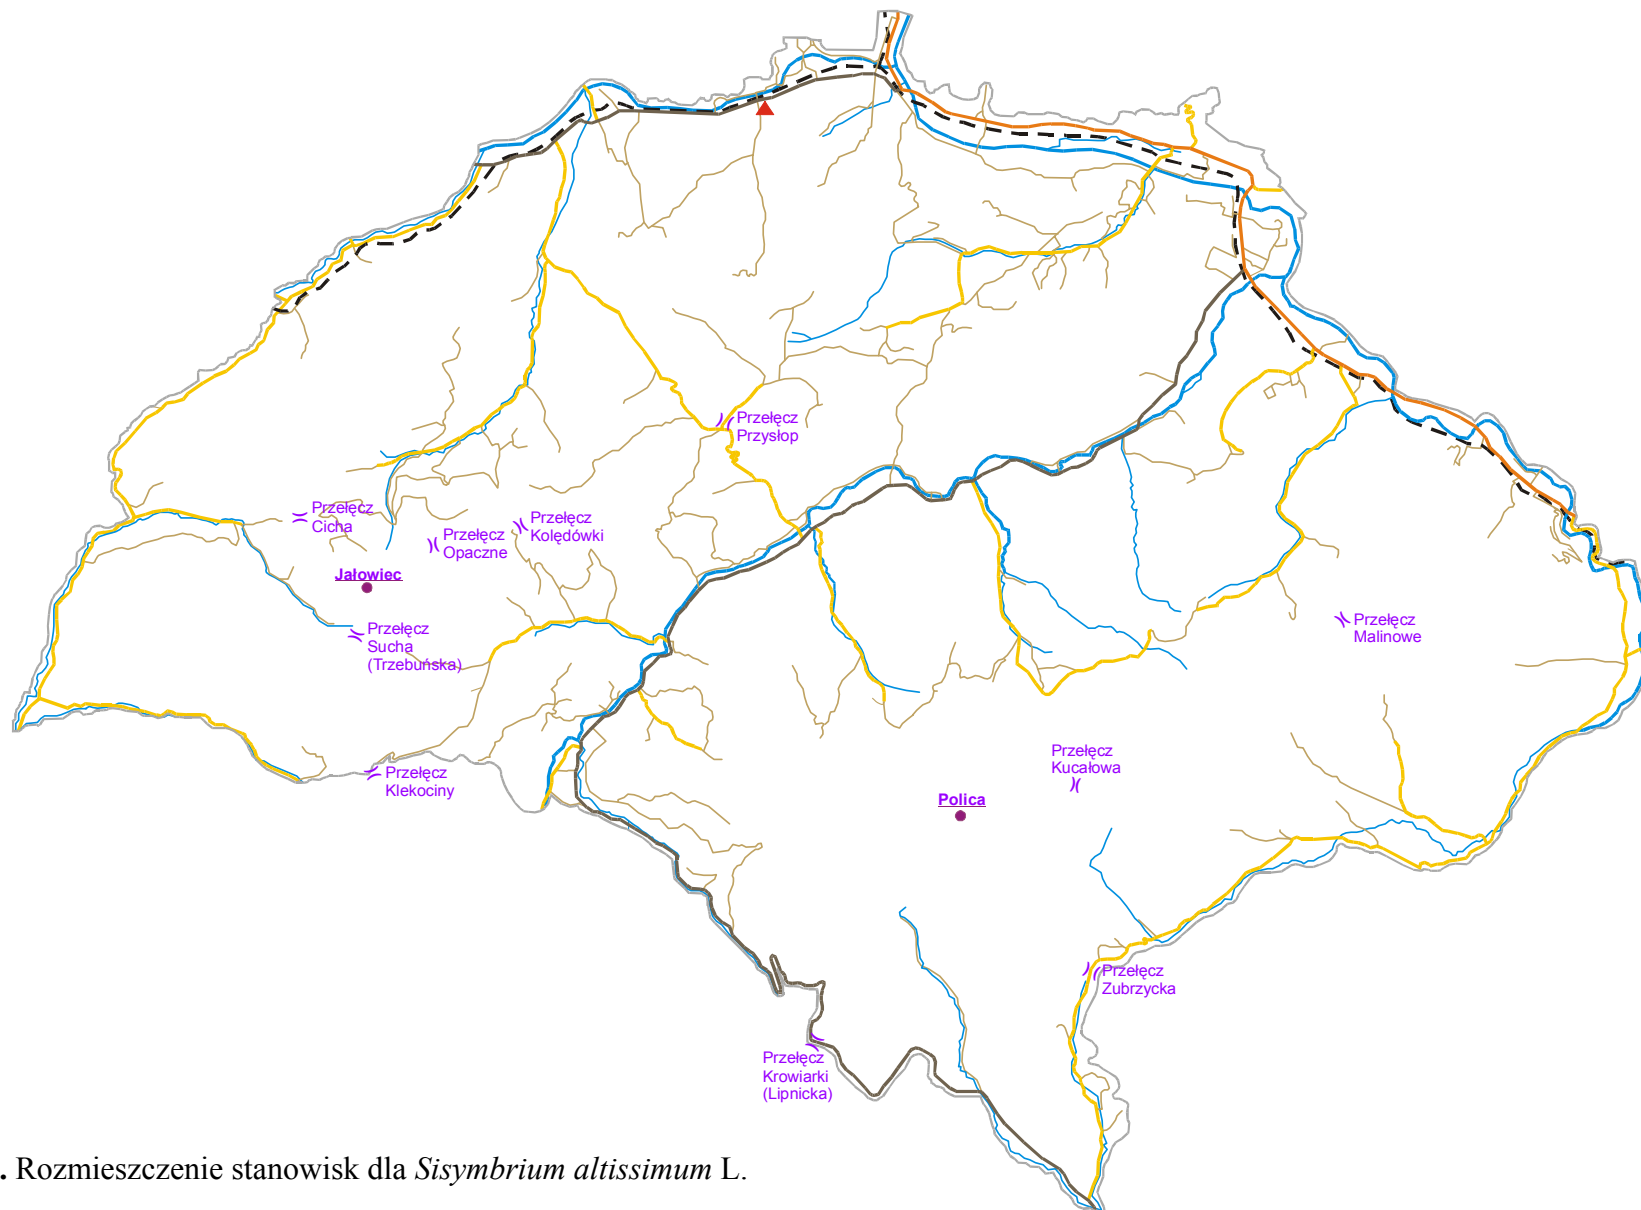 Przełęcz
Przysłop
Przełęcz
Cicha
Przełęcz
Kolędówki
Przełęcz
Opaczne
Jałowiec
Przełęcz
Sucha
(Trzebuńska)
Przełęcz
Malinowe
Przełęcz
Klekociny
Przełęcz
Kucałowa
Polica
Przełęcz
Zubrzycka
Przełęcz
Krowiarki
(Lipnicka)
. Rozmieszczenie stanowisk dla Sisymbrium altissimum L.